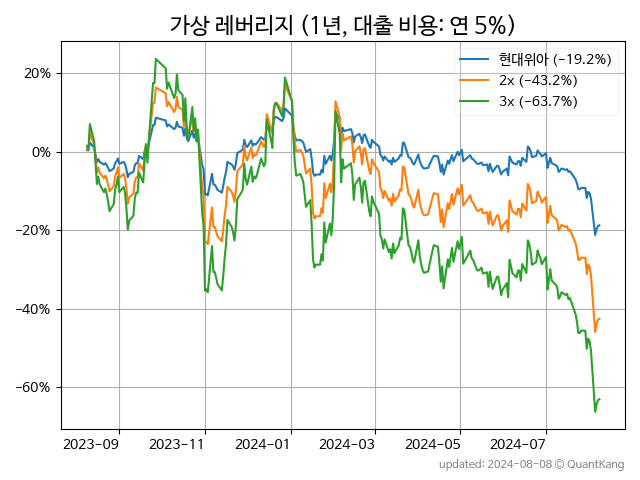 가상 레버리지 (1년, 대출 비용: 연 5%)
현대위아 (−19.2%)
2x (−43.2%)
3x (−63.7%)
20%
0%
−20%
−40%
−60%
2023-09 2023-11 2024-01 2024-03 2024-05 2024-07
updated: 2024-08-08 © QuantKang